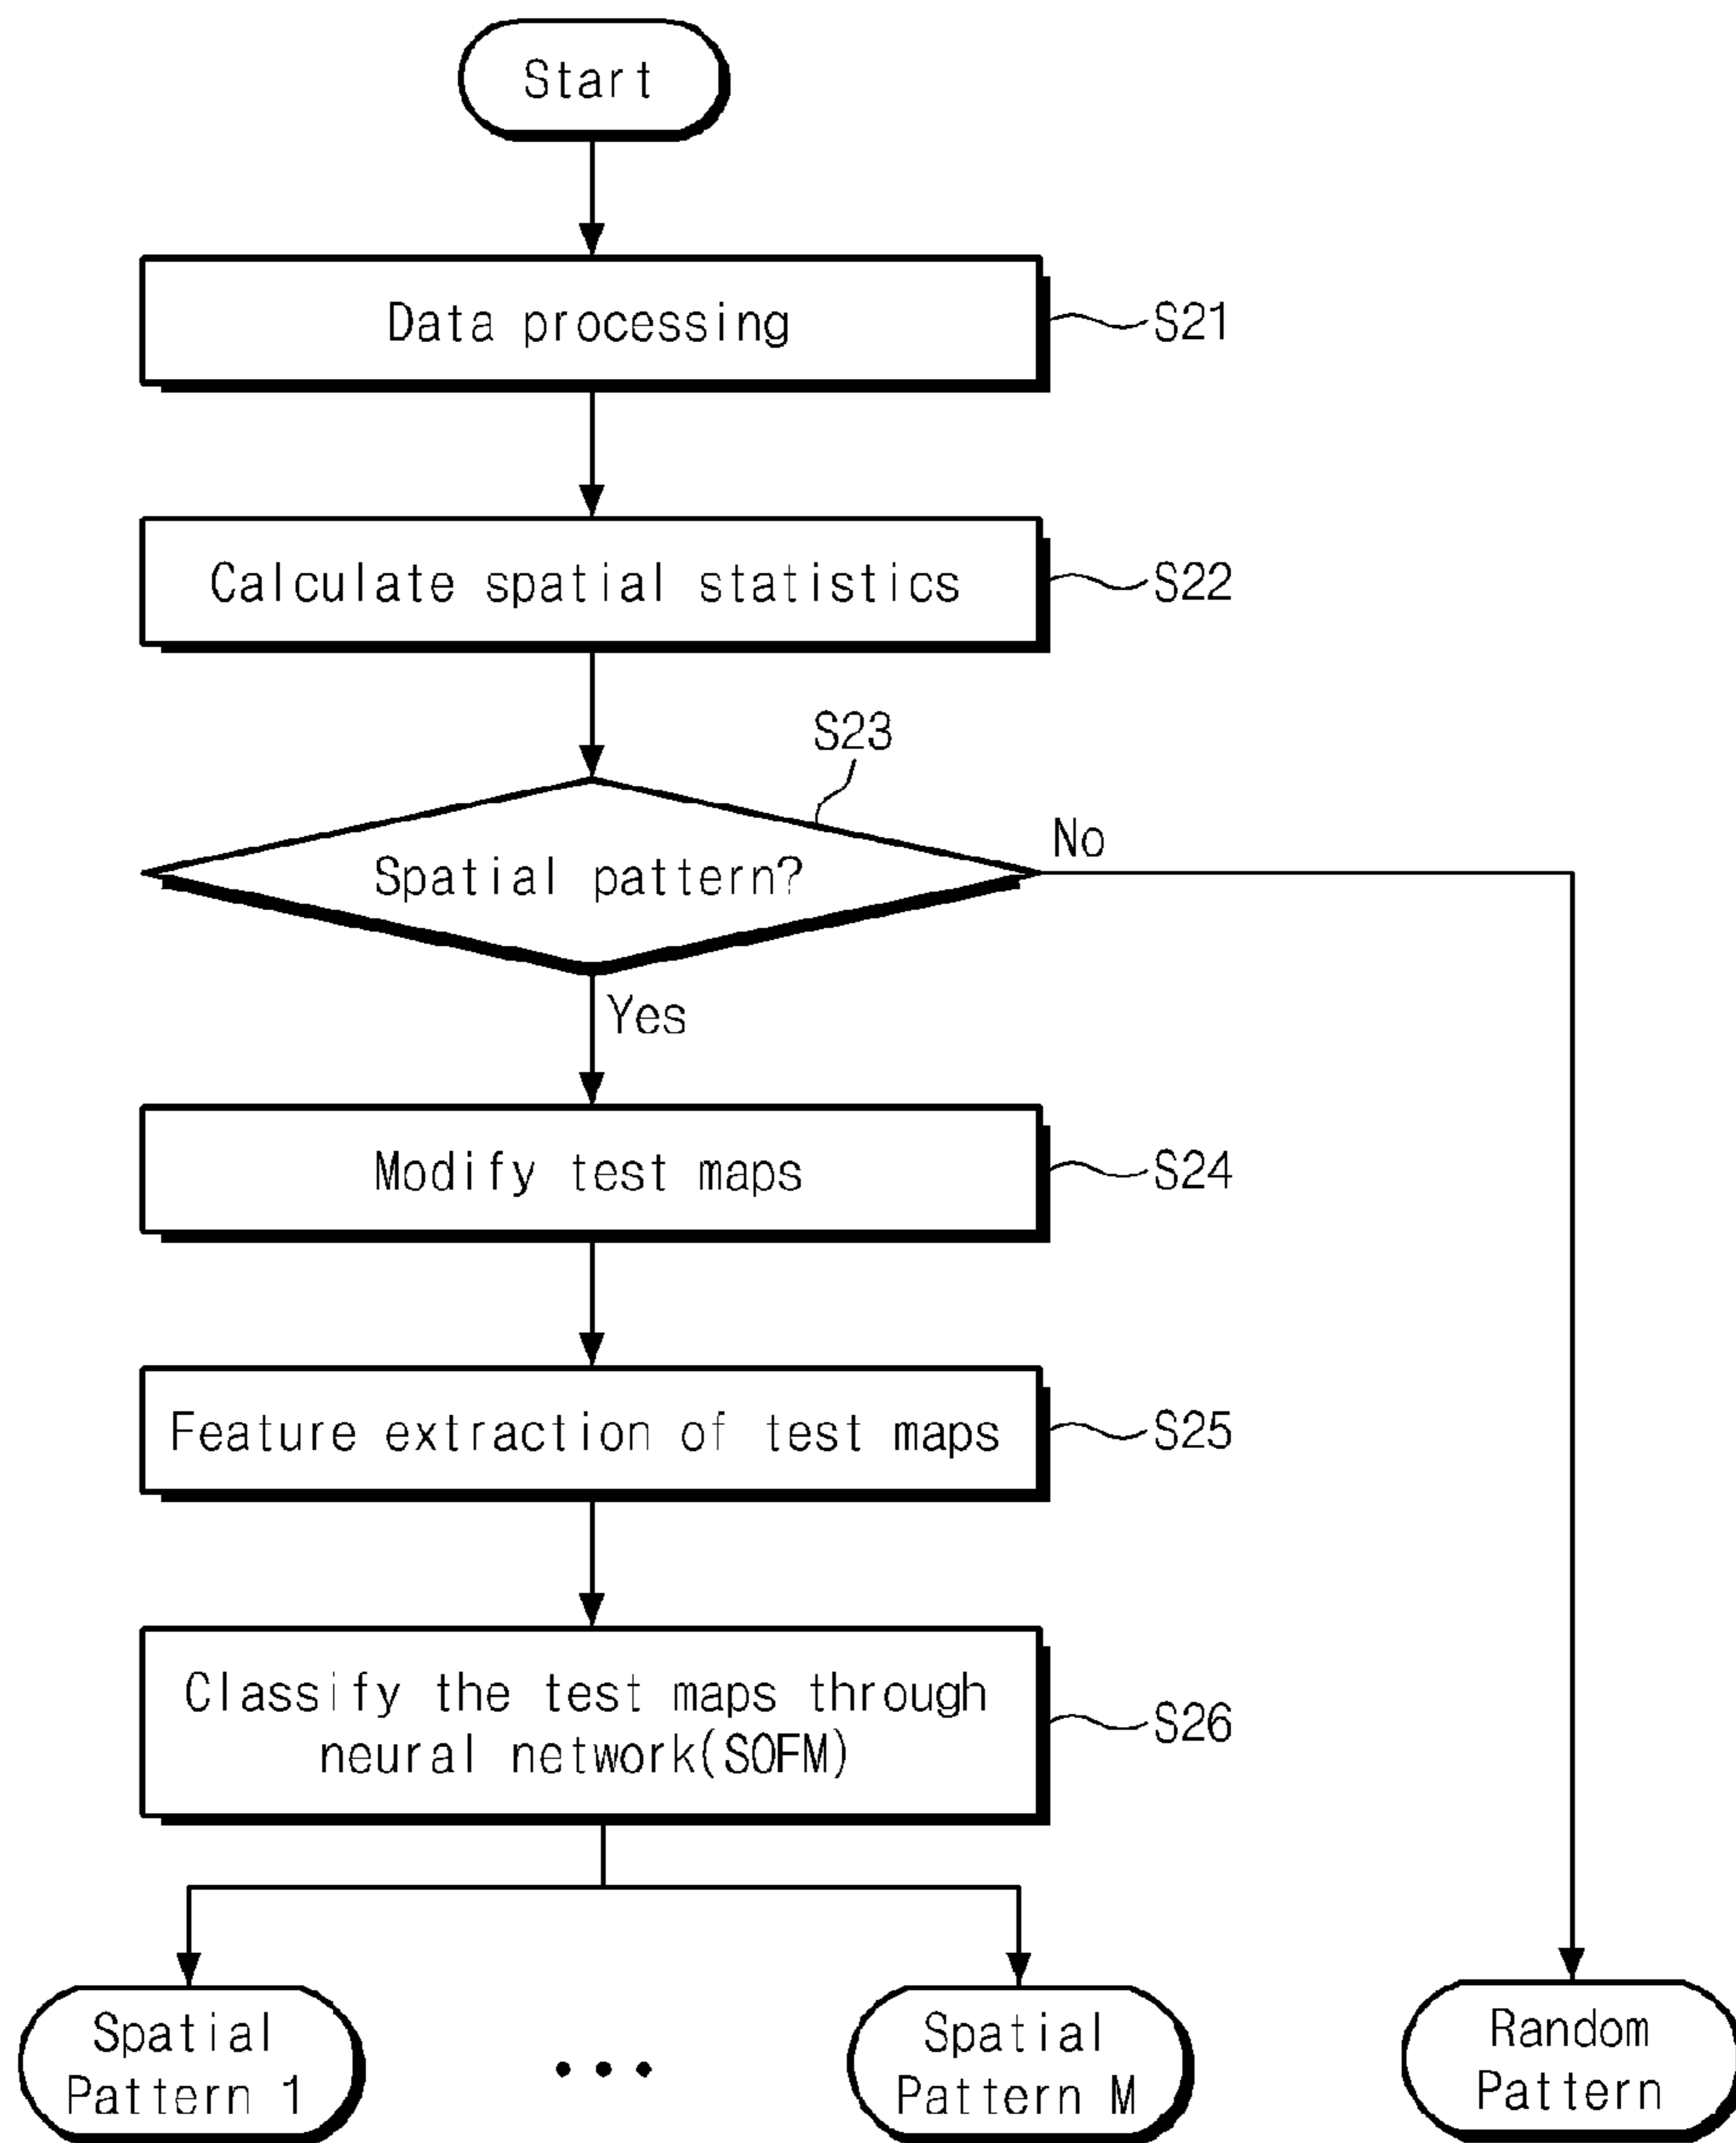 Start
Data processing
S21
Calculate spatial statistics
S22
S23
Spatial pattern?
No
Yes
Modify test maps
S24
Feature extraction of test maps
S25
Classify the test maps through
neural network(SOFM)
S26
Spatial
Pattern 1
Spatial
Pattern M
Random
Pattern